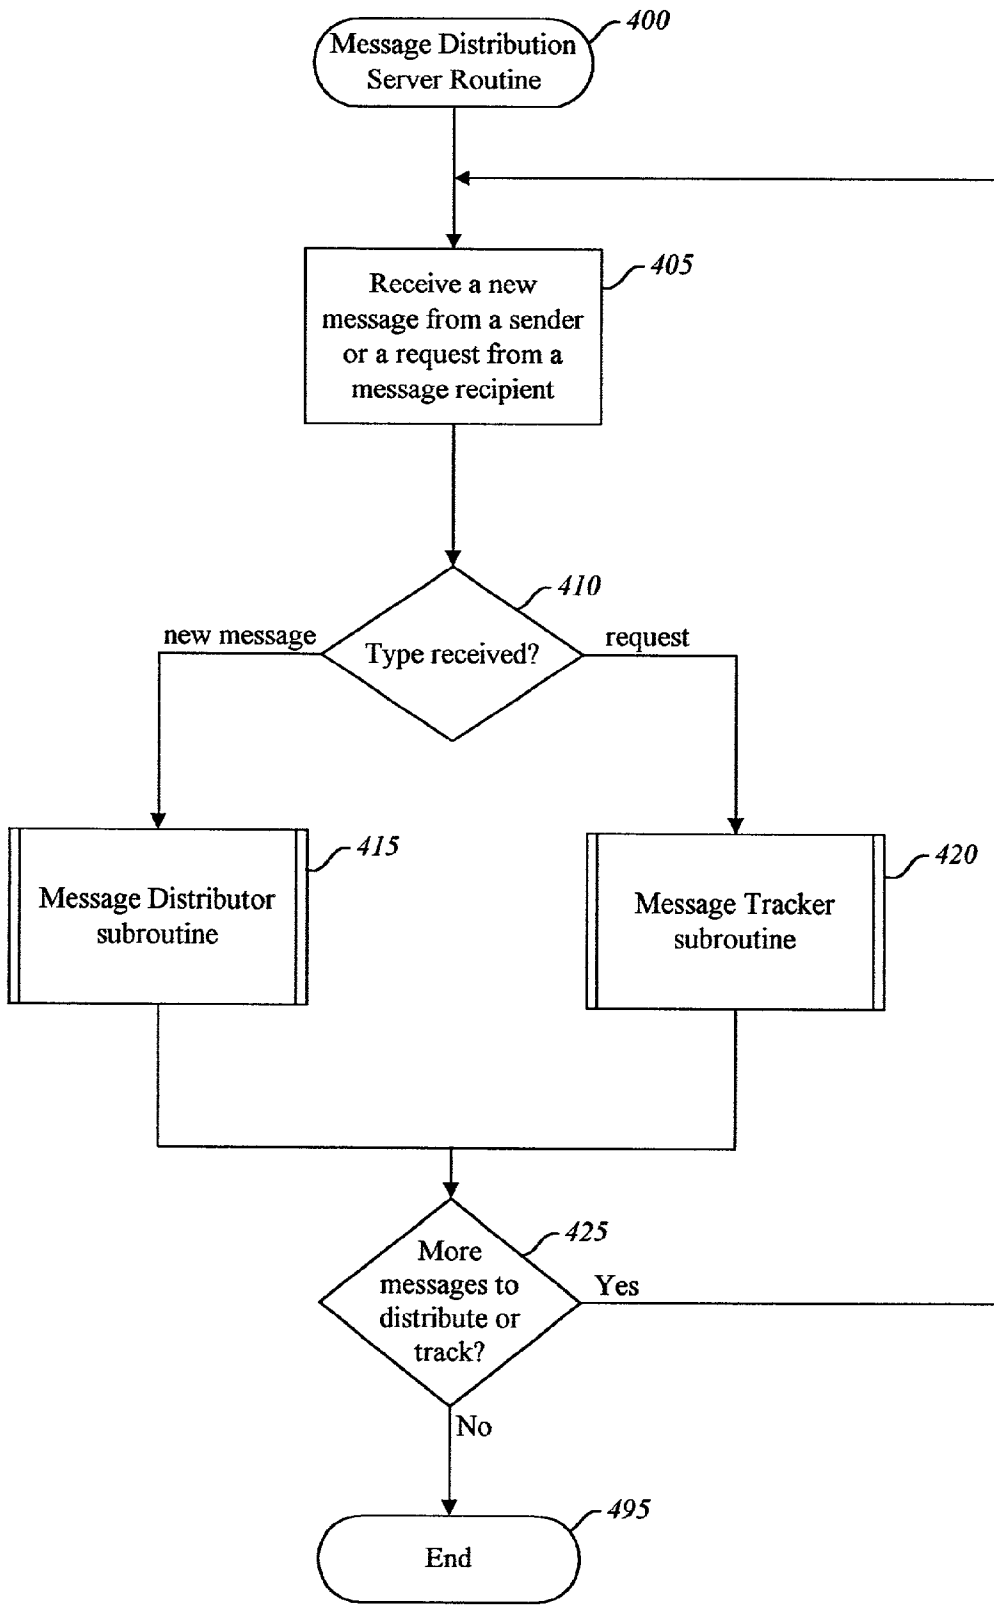 400
Message Distribution
Server Routine
405
Receive a new
message from a sender
or a request from a
message recipient
410
new message
Type received?
request
415
Message Distributor
subroutine
420
Message Tracker
subroutine
425
More
messages to
distribute or
track?
Yes
No
495
End